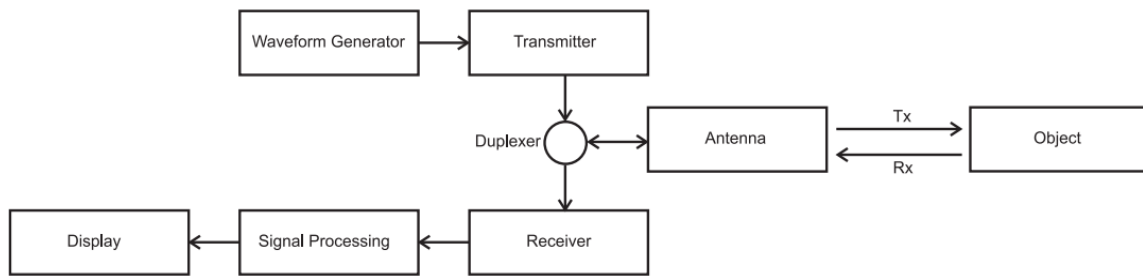 Waveform Generator
Transmitter
Duplexer
Antenna
Tx
Rx
Object
Display
Signal Processing
Receiver